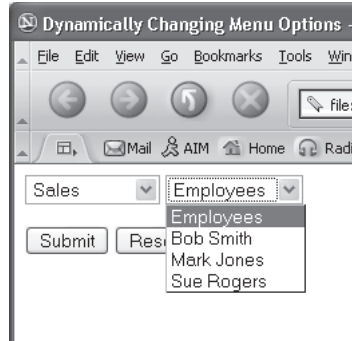 Dynamically Changing Menu Options -
File Edit View Go Bookmarks Tools
Mail AIM Home
Sales Employees
Employees
Submit Bob Smith
Mark Jones
Sue Rogers